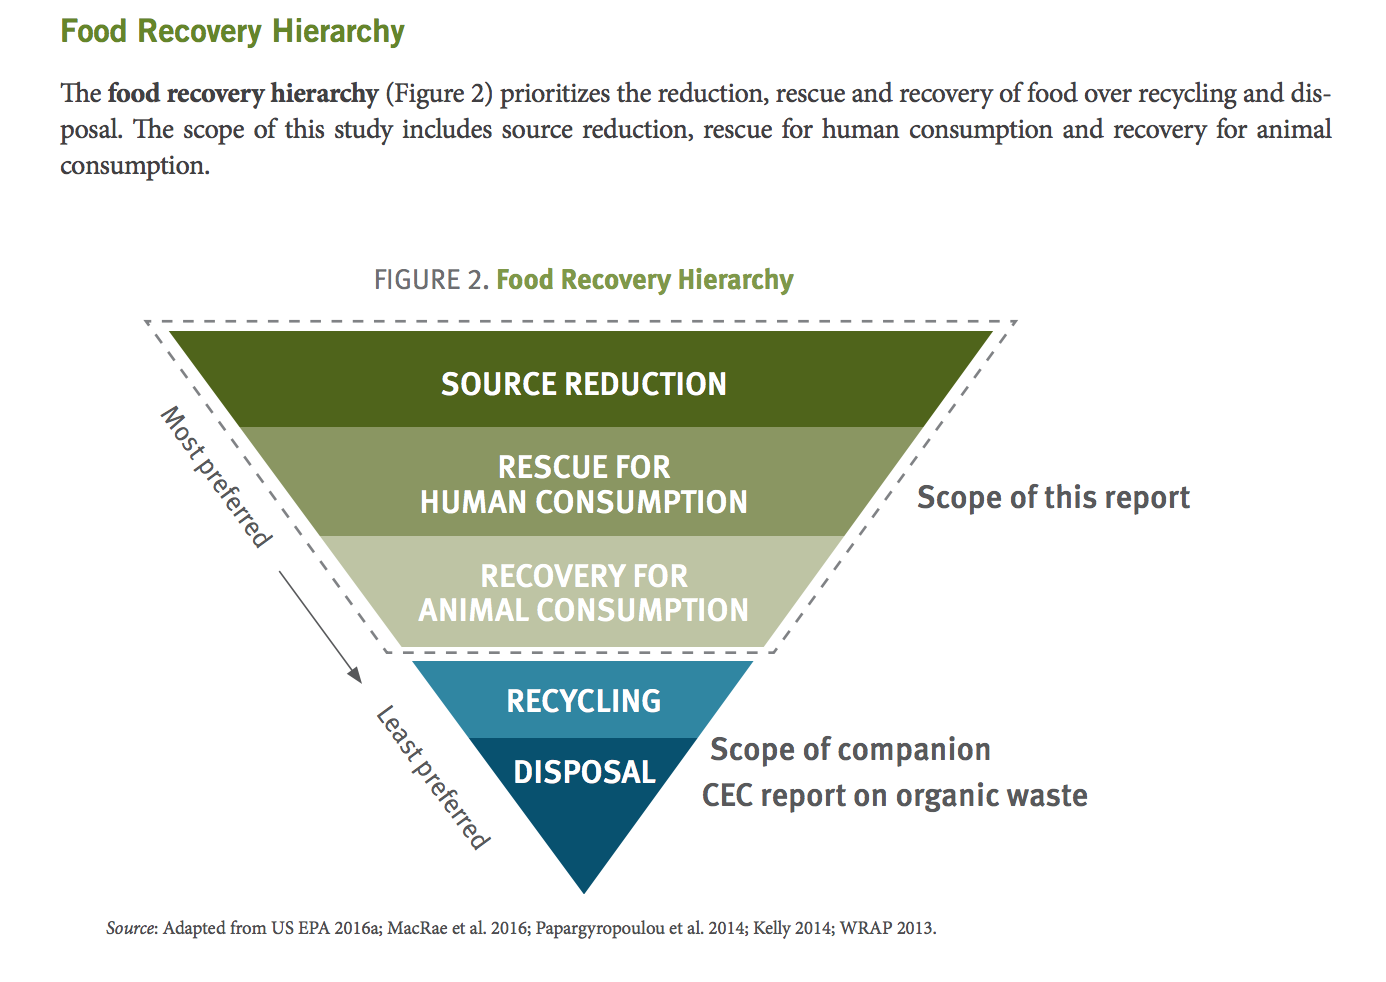 Food Recovery Hierarchy
The food recovery hierarchy (Figure 2) prioritizes the reduction, rescue and recovery of food over recycling and dis-
posal. The scope of this study includes source reduction, rescue for human consumption and recovery for animal
consumption.
FIGURE 2. Food Recovery Hierarchy
SOURCE REDUCTION
RESCUE FOR
HUMAN CONSUMPTION
RECOVERY FOR
ANIMAL CONSUMPTION
RECYCLING
DISPOSAL
Most preferred
Least preferred
Scope of this report
Scope of companion
CEC report on organic waste
Source: Adapted from US EPA 2016a; MacRae et al. 2016; Papargyropoulou et al. 2014; Kelly 2014; WRAP 2013.